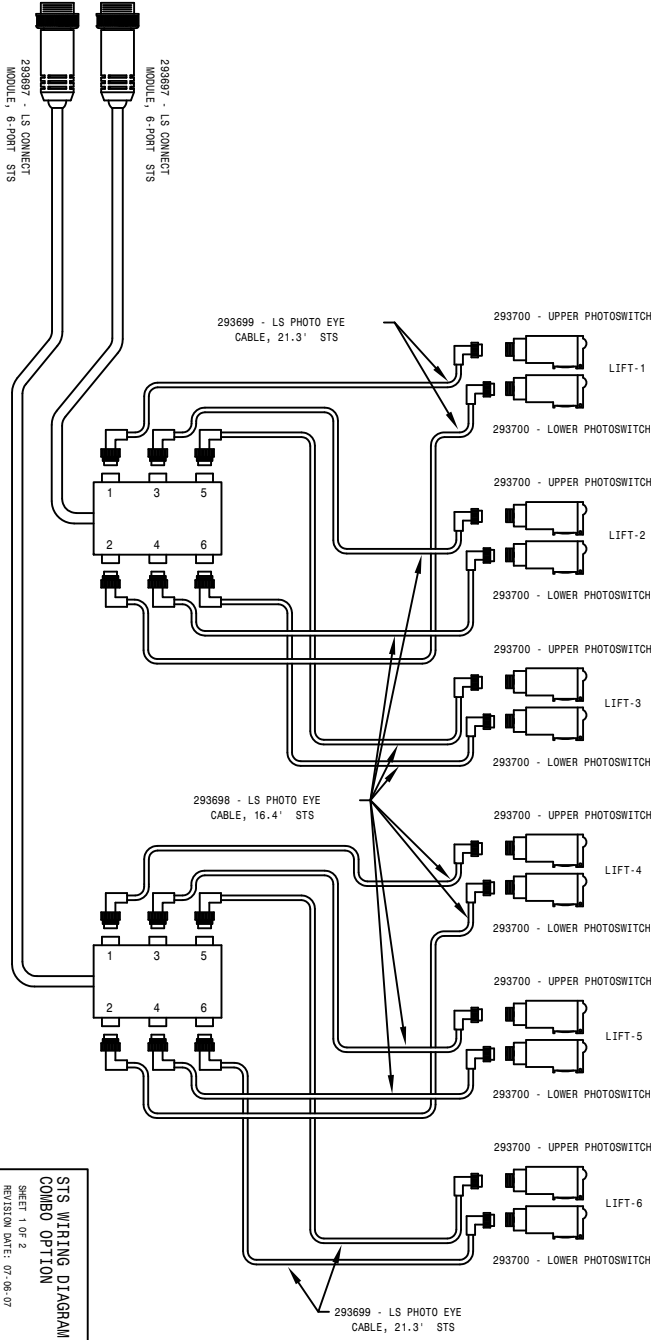 293697 - LS CONNECT
MODULE, 6-PORT STS
293697 - LS CONNECT
MODULE, 6-PORT STS
293699 - LS PHOTO EYE
CABLE, 21.3' STS
293700 - UPPER PHOTOSWITCH
LIFT-1
293700 - LOWER PHOTOSWITCH
293700 - UPPER PHOTOSWITCH
LIFT-2
293700 - LOWER PHOTOSWITCH
1 3 5
2 4 6
293700 - UPPER PHOTOSWITCH
LIFT-3
293700 - LOWER PHOTOSWITCH
293698 - LS PHOTO EYE
CABLE, 16.4' STS
293700 - UPPER PHOTOSWITCH
LIFT-4
293700 - LOWER PHOTOSWITCH
1 3 5
2 4 6
293700 - UPPER PHOTOSWITCH
LIFT-5
293700 - LOWER PHOTOSWITCH
293700 - UPPER PHOTOSWITCH
LIFT-6
293700 - LOWER PHOTOSWITCH
293699 - LS PHOTO EYE
CABLE, 21.3' STS
STS WIRING DIAGRAM
COMBO OPTION
SHEET 1 OF 2
REVISION DATE: 07-06-07